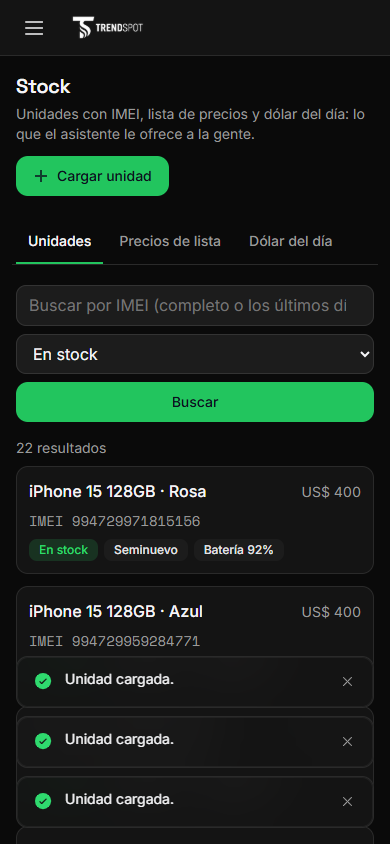 TRENDSPOT
Stock
Unidades con IMEI, lista de precios y dólar del día: lo
que el asistente le ofrece a la gente.
Cargar unidad
Unidades Precios de lista Dólar del día
Buscar por IMEI (completo o los últimos dí
En stock
Buscar
22 resultados
iPhone 15 128GB · Rosa US$ 400
IMEI 994729971815156
En stock Seminuevo Batería 92%
iPhone 15 128GB · Azul US$ 400
IMEI 994729959284771
Unidad cargada.
Unidad cargada.
Unidad cargada.